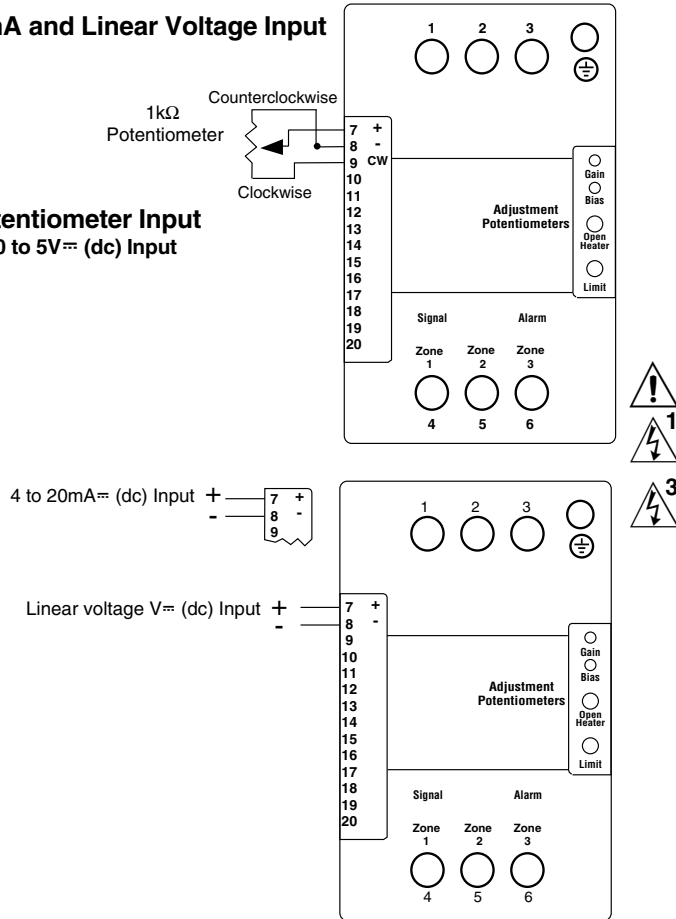 and Linear Voltage Input
1 2 3
Counterclockwise
1kΩ
Potentiometer
Clockwise
7 +
8 -
9 CW
10
11
12
13
14
15
16
17
18
19
20
Gain
Bias
Open
Heater
Limit
Adjustment
Potentiometers
Input
to 5V⎓ (dc) Input
Signal Alarm
Zone Zone Zone
1 2 3
4 5 6
1
3
4 to 20mA⎓ (dc) Input + -
7 +
8 -
9
1 2 3
Linear voltage V⎓ (dc) Input + -
7 +
8 -
9
10
11
12
13
14
15
16
17
18
19
20
Gain
Bias
Open
Heater
Limit
Adjustment
Potentiometers
Signal Alarm
Zone Zone Zone
1 2 3
4 5 6